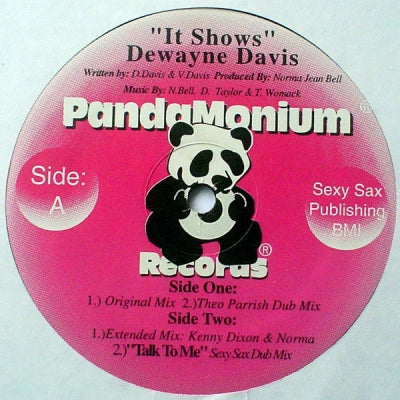 "It Shows"
Dewayne Davis
Written by: D.Davis & V.Davis Produced By: Norma Jean Bell
Music By: N.Bell, D. Taylor & T. Womack
PandaMonium®
Side:
A
Sexy Sax
Publishing
BMI
Records®
Side One:
1.) Original Mix 2.)Theo Parrish Dub Mix
Side Two:
1.)Extended Mix: Kenny Dixon & Norma
2.)"Talk To Me" Sexy Sax Dub Mix